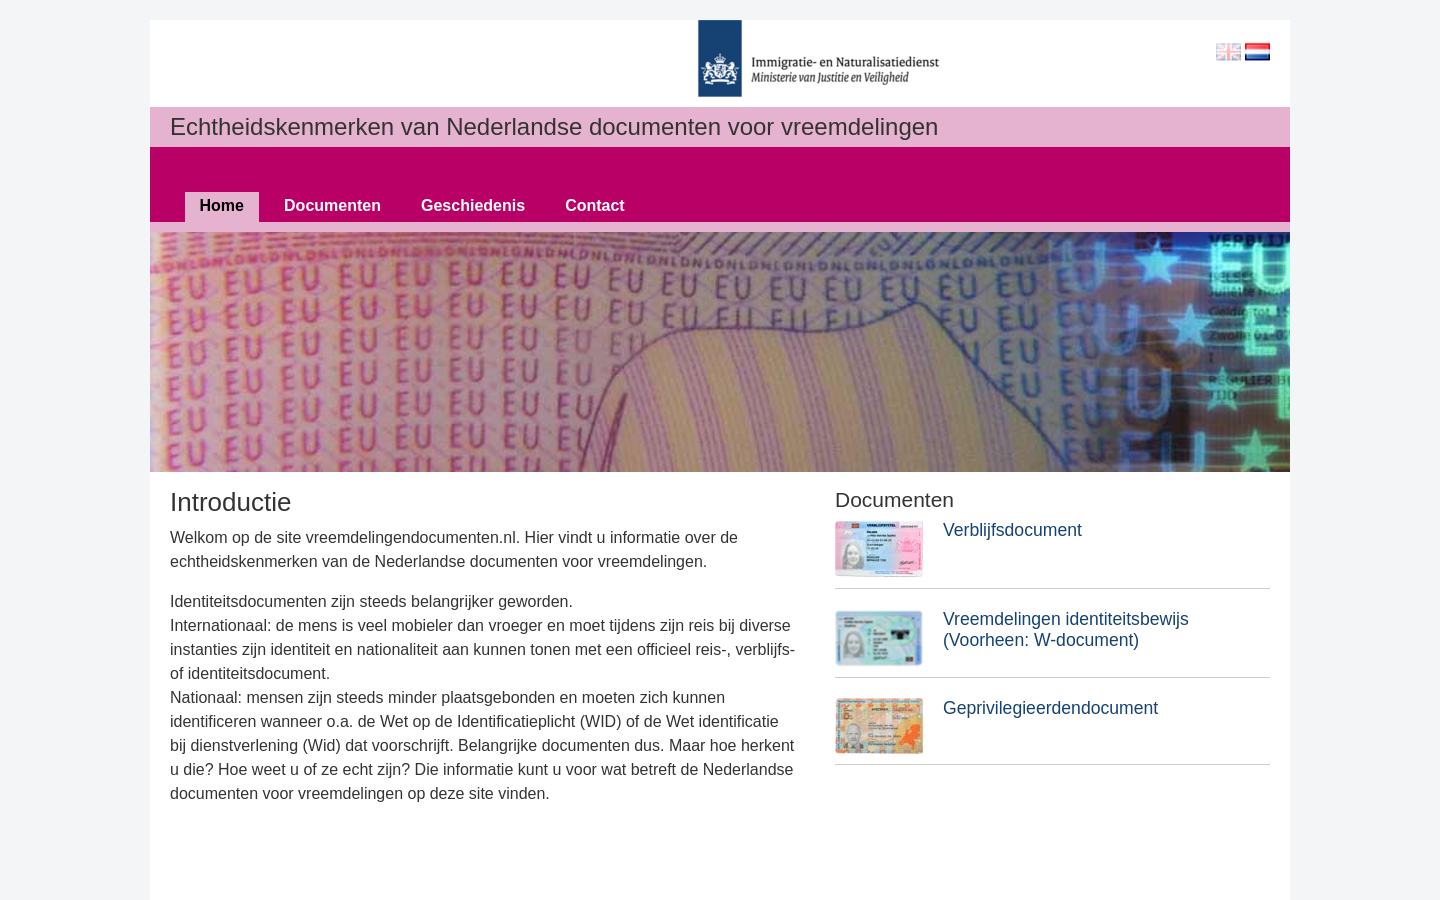 Immigratie- en Naturalisatiedienst
Ministerie van Justitie en Veiligheid
Echtheidskenmerken van Nederlandse documenten voor vreemdelingen
Home
Documenten
Geschiedenis
Contact
Introductie
Welkom op de site vreemdelingendocumenten.nl. Hier vindt u informatie over de
echtheidskenmerken van de Nederlandse documenten voor vreemdelingen.
Identiteitsdocumenten zijn steeds belangrijker geworden.
Internationaal: de mens is veel mobieler dan vroeger en moet tijdens zijn reis bij diverse
instanties zijn identiteit en nationaliteit aan kunnen tonen met een officieel reis-, verblijfs-
of identiteitsdocument.
Nationaal: mensen zijn steeds minder plaatsgebonden en moeten zich kunnen
identificeren wanneer o.a. de Wet op de Identificatieplicht (WID) of de Wet identificatie
bij dienstverlening (Wid) dat voorschrijft. Belangrijke documenten dus. Maar hoe herkent
u die? Hoe weet u of ze echt zijn? Die informatie kunt u voor wat betreft de Nederlandse
documenten voor vreemdelingen op deze site vinden.
Documenten
Verblijfsdocument
Vreemdelingen identiteitsbewijs
(Voorheen: W-document)
Geprivilegieerdendocument